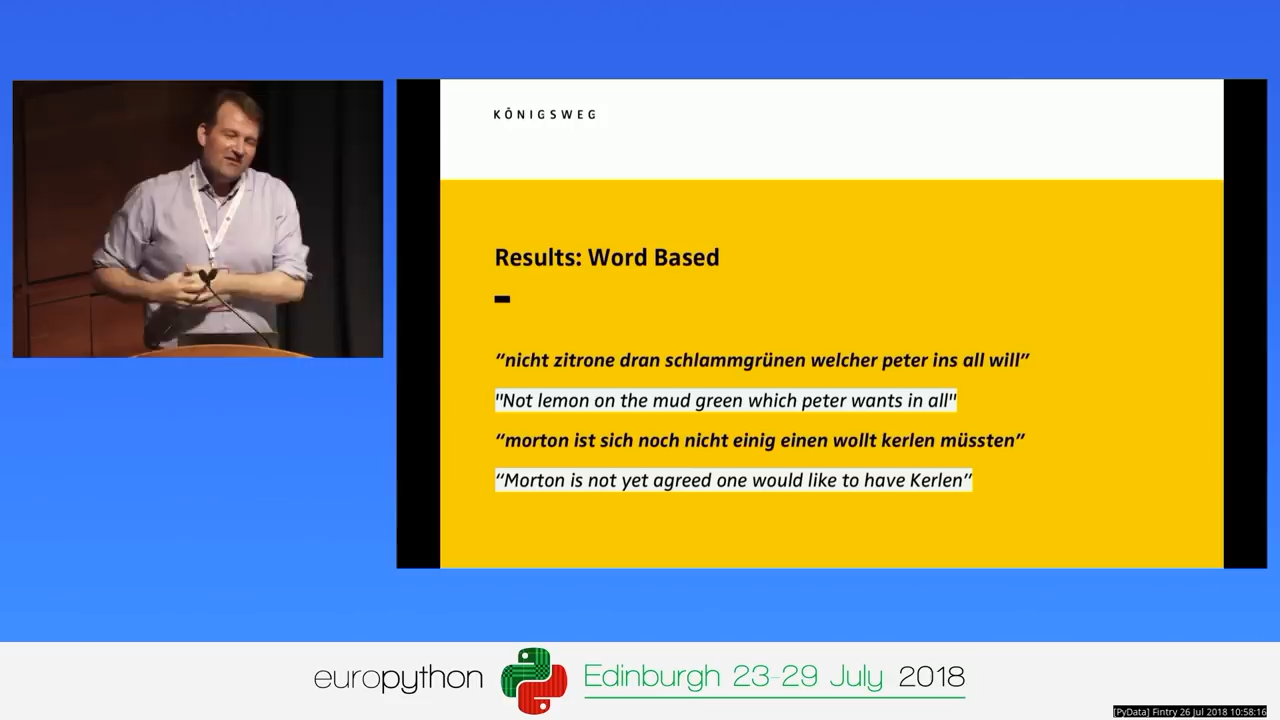 KÖNIGSWEG
Results: Word Based
“nicht zitrone dran schlammgrünen welcher peter ins all will”
"Not lemon on the mud green which peter wants in all"
“morton ist sich noch nicht einig einen wollt kerlen müssten”
“Morton is not yet agreed one would like to have Kerlen”
europython Edinburgh 23-29 July 2018
[PyData] Fintry 26 Jul 2018 10:58:16